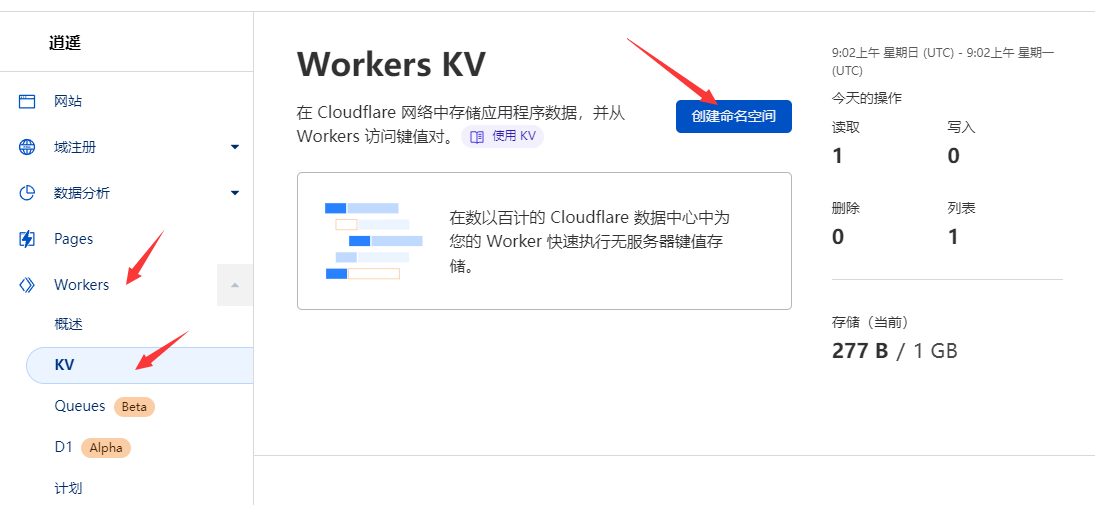 逍遥
网站
域注册
数据分析
Pages
Workers
概述
KV
Queues Beta
D1 Alpha
计划
Workers KV
在 Cloudflare 网络中存储应用程序数据，并从
Workers 访问键值对。 使用 KV
创建命名空间
在数以百计的 Cloudflare 数据中心中为
您的 Worker 快速执行无服务器键值存
储。
9:02上午 星期日 (UTC) - 9:02上午 星期一
(UTC)
今天的操作
读取 写入
1 0
删除 列表
0 1
存储（当前）
277 B / 1 GB